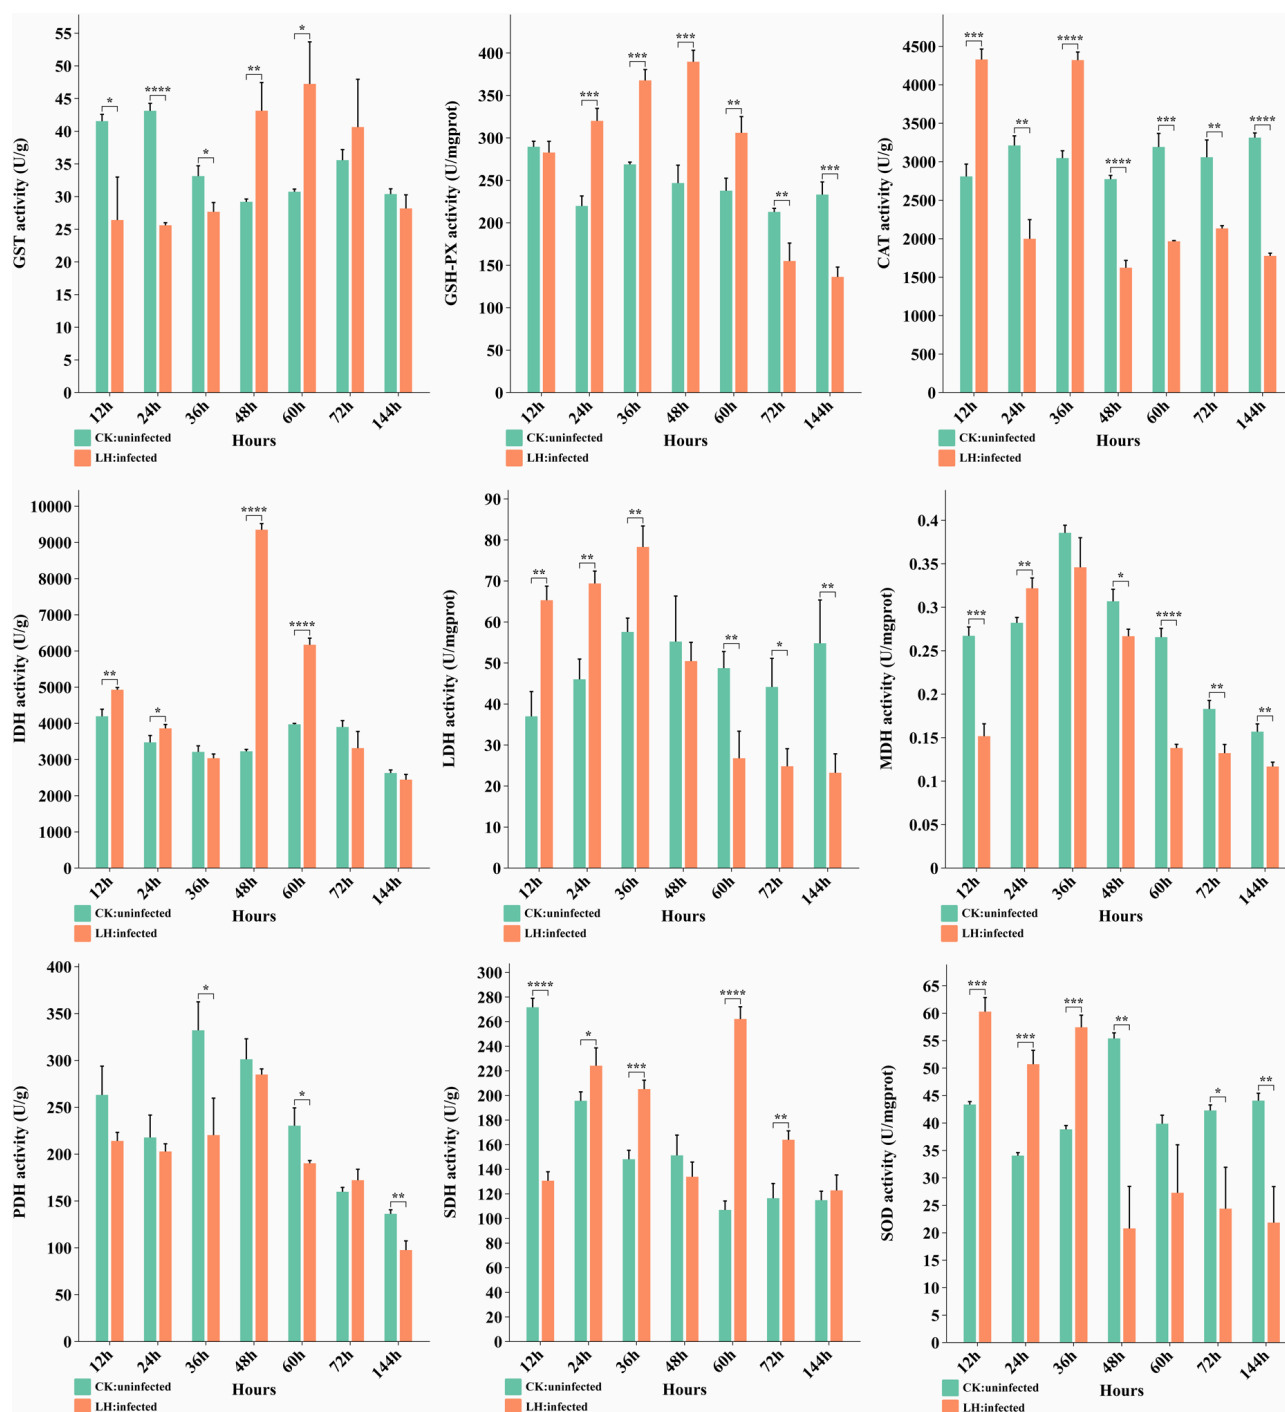 GST activity (U/g)
55
50
45
40
35
30
25
20
15
10
5
0
* **** * ** *
12h 24h 36h 48h 60h 72h 144h
Hours
CK:uninfected
LH:infected
GSH-PX activity (U/mgprot)
400
350
300
250
200
150
100
50
0
*** *** *** ** ** ***
12h 24h 36h 48h 60h 72h 144h
Hours
CK:uninfected
LH:infected
CAT activity (U/g)
4500
4000
3500
3000
2500
2000
1500
1000
500
0
*** ** **** **** *** ** ****
12h 24h 36h 48h 60h 72h 144h
Hours
CK:uninfected
LH:infected
IDH activity (U/g)
10000
9000
8000
7000
6000
5000
4000
3000
2000
1000
0
** * **** ****
12h 24h 36h 48h 60h 72h 144h
Hours
CK:uninfected
LH:infected
LDH activity (U/mgprot)
90
80
70
60
50
40
30
20
10
0
** ** ** ** * **
12h 24h 36h 48h 60h 72h 144h
Hours
CK:uninfected
LH:infected
MDH activity (U/mgprot)
0.4
0.35
0.3
0.25
0.2
0.15
0.1
0.05
0
*** ** * **** ** **
12h 24h 36h 48h 60h 72h 144h
Hours
CK:uninfected
LH:infected
PDH activity (U/g)
400
350
300
250
200
150
100
50
0
* * **
12h 24h 36h 48h 60h 72h 144h
Hours
CK:uninfected
LH:infected
SDH activity (U/g)
300
280
260
240
220
200
180
160
140
120
100
80
60
40
20
0
**** * *** **** **
12h 24h 36h 48h 60h 72h 144h
Hours
CK:uninfected
LH:infected
SOD activity (U/mgprot)
65
60
55
50
45
40
35
30
25
20
15
10
5
0
*** *** *** ** * **
12h 24h 36h 48h 60h 72h 144h
Hours
CK:uninfected
LH:infected